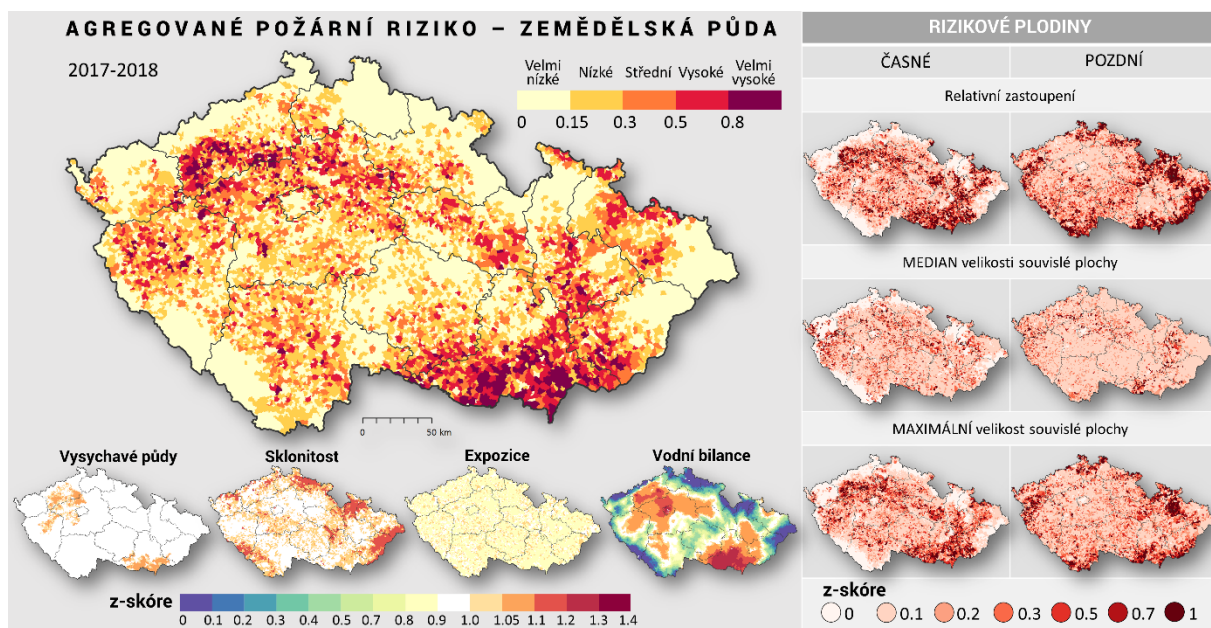 AGREGOVANÉ POŽÁRNÍ RIZIKO – ZEMĚDĚLSKÁ PŮDA
2017-2018
Velmi nízké Nízké Střední Vysoké Velmi vysoké
0 0.15 0.3 0.5 0.8
0 50 km
Vysychavé půdy Sklonitost Expozice Vodní bilance
z-skóre 0 0.1 0.2 0.4 0.5 0.7 0.8 0.9 1.0 1.05 1.1 1.2 1.3 1.4
RIZIKOVÉ PLODINY
ČASNÉ POZDNÍ
Relativní zastoupení
MEDIAN velikosti souvislé plochy
MAXIMÁLNÍ velikost souvislé plochy
z-skóre
0 0.1 0.2 0.3 0.5 0.7 1